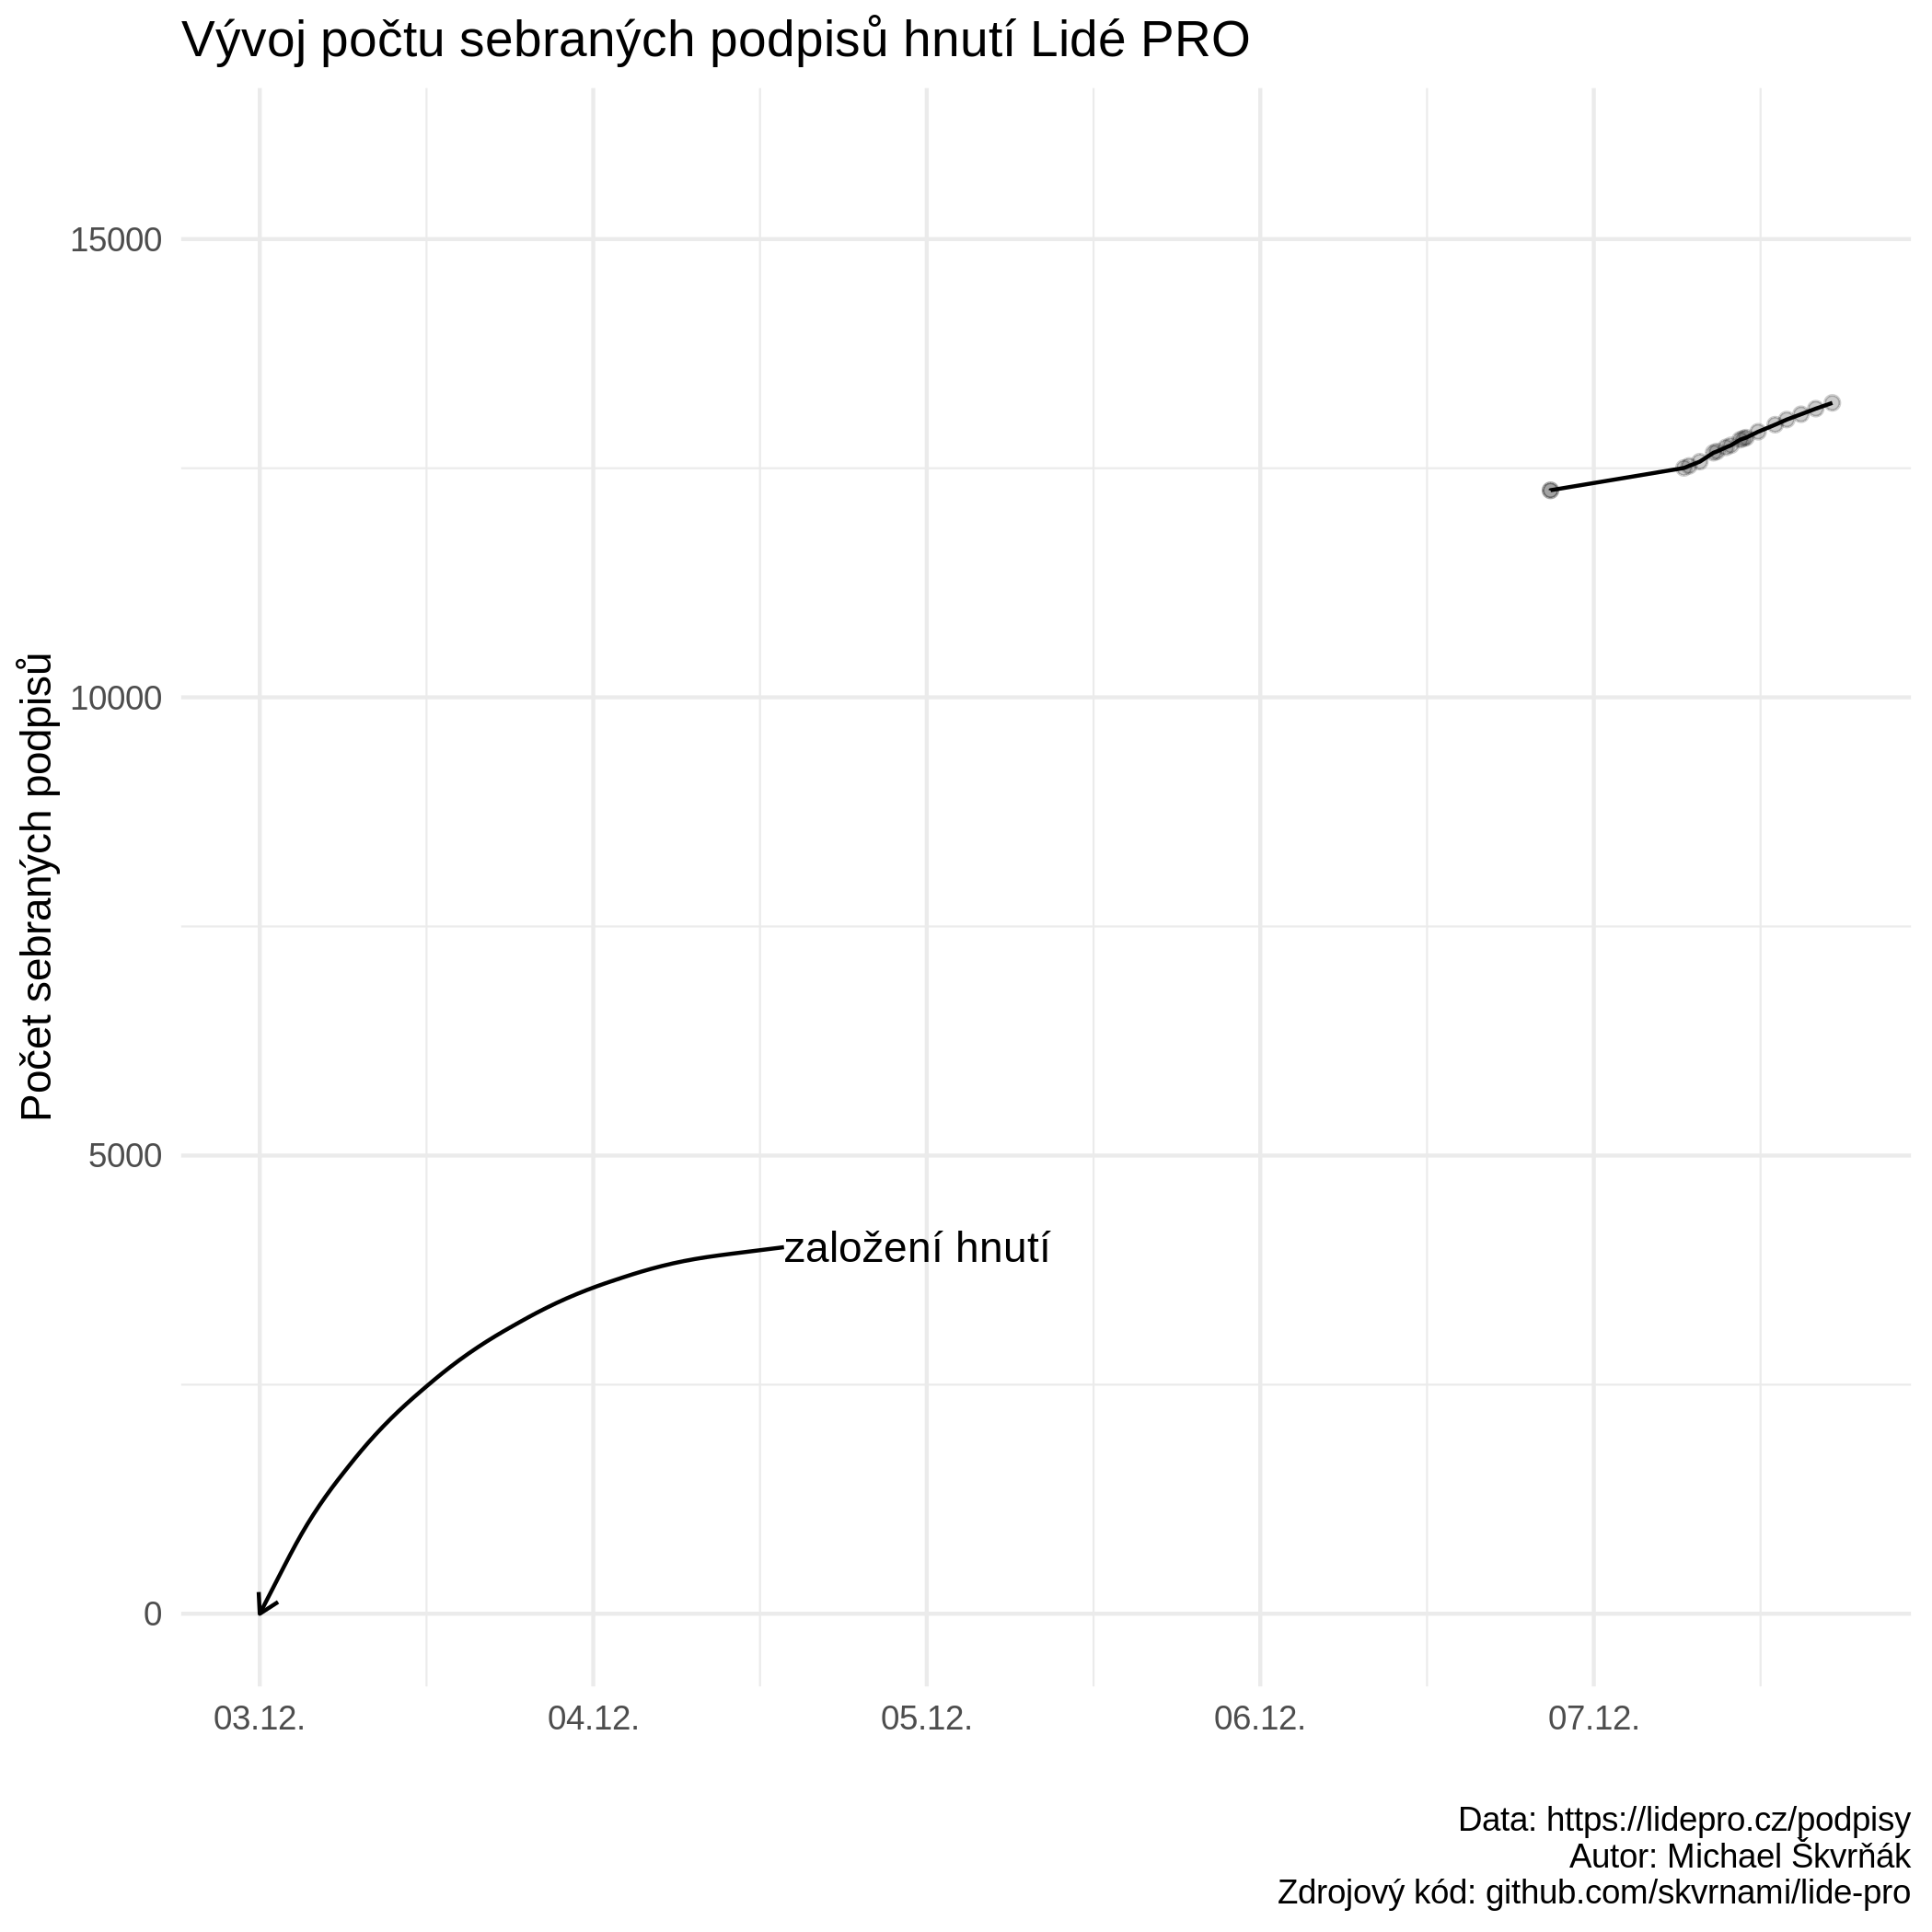 Vývoj počtu sebraných podpisů hnutí Lidé PRO
Počet sebraných podpisů
15000
10000
5000
0
založení hnutí
03.12.
04.12.
05.12.
06.12.
07.12.
Data: https://lidepro.cz/podpisy
Autor: Michael Škvrňák
Zdrojový kód: github.com/skvrnami/lide-pro